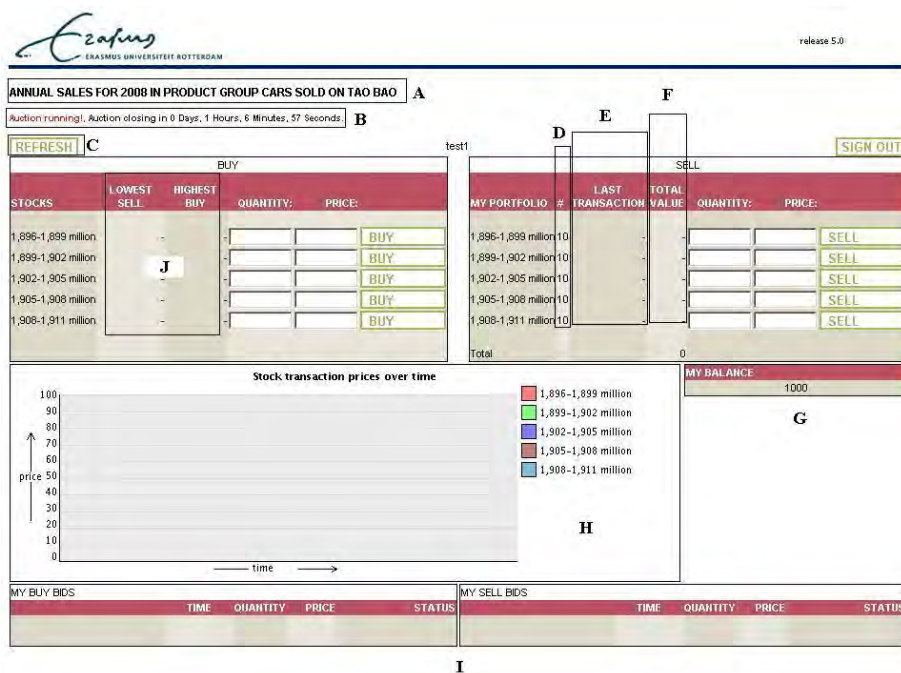 Erasmus
ERASMUS UNIVERSITEIT ROTTERDAM
release 5.0
ANNUAL SALES FOR 2008 IN PRODUCT GROUP CARS SOLD ON TAO BAO A
Auction running!. Auction closing in 0 Days, 1 Hours, 6 Minutes, 57 Seconds. B
F
D E
REFRESH C test1 SIGN OUT
BUY SELL
STOCKS LOWEST SELL HIGHEST BUY QUANTITY: PRICE: MY PORTFOLIO # LAST TRANSACTION TOTAL VALUE QUANTITY: PRICE:
1,896-1,899 million - - BUY 1,896-1,899 million 10 - - SELL
1,899-1,902 million - - BUY 1,899-1,902 million 10 - - SELL
J
1,902-1,905 million - - BUY 1,902-1,905 million 10 - - SELL
1,905-1,908 million - - BUY 1,905-1,908 million 10 - - SELL
1,908-1,911 million - - BUY 1,908-1,911 million 10 - - SELL
Total 0
Stock transaction prices over time
100
90
80
70
60
50
40
30
20
10
0
price
time
1,896-1,899 million
1,899-1,902 million
1,902-1,905 million
1,905-1,908 million
1,908-1,911 million
H
MY BALANCE
1000
G
MY BUY BIDS MY SELL BIDS
TIME QUANTITY PRICE STATUS TIME QUANTITY PRICE STATUS
I